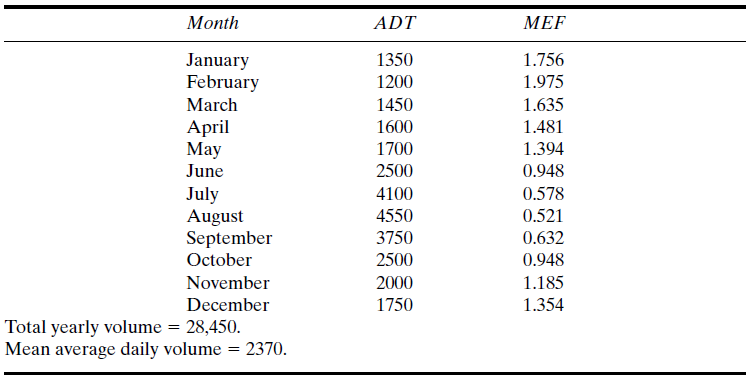 Month ADT MEF
January 1350 1.756
February 1200 1.975
March 1450 1.635
April 1600 1.481
May 1700 1.394
June 2500 0.948
July 4100 0.578
August 4550 0.521
September 3750 0.632
October 2500 0.948
November 2000 1.185
December 1750 1.354
Total yearly volume = 28,450.
Mean average daily volume = 2370.